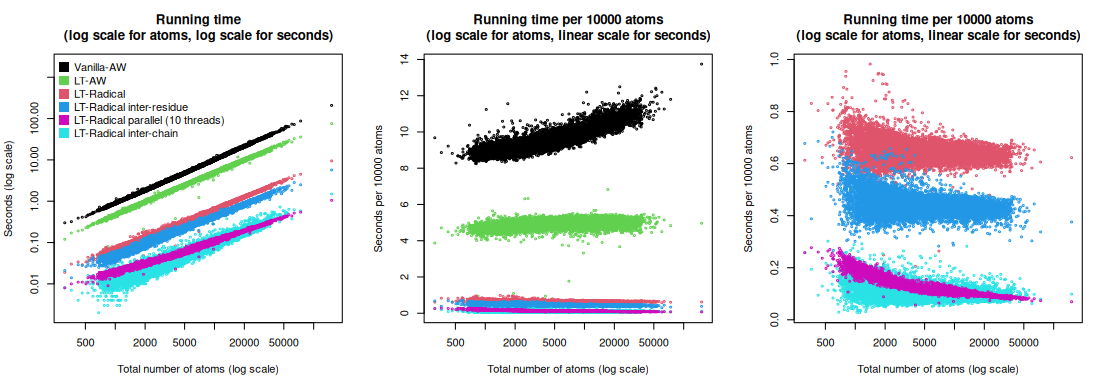 Running time
(log scale for atoms, log scale for seconds)
Vanilla-AW
LT-AW
LT-Radical
LT-Radical inter-residue
LT-Radical parallel (10 threads)
LT-Radical inter-chain
Seconds (log scale)
100.00
10.00
1.00
0.10
0.01
500
2000
5000
20000
50000
Total number of atoms (log scale)
Running time per 10000 atoms
(log scale for atoms, linear scale for seconds)
Seconds per 10000 atoms
14
12
10
8
6
4
2
0
500
2000
5000
20000
50000
Total number of atoms (log scale)
Running time per 10000 atoms
(log scale for atoms, linear scale for seconds)
Seconds per 10000 atoms
1.0
0.8
0.6
0.4
0.2
0.0
500
2000
5000
20000
50000
Total number of atoms (log scale)